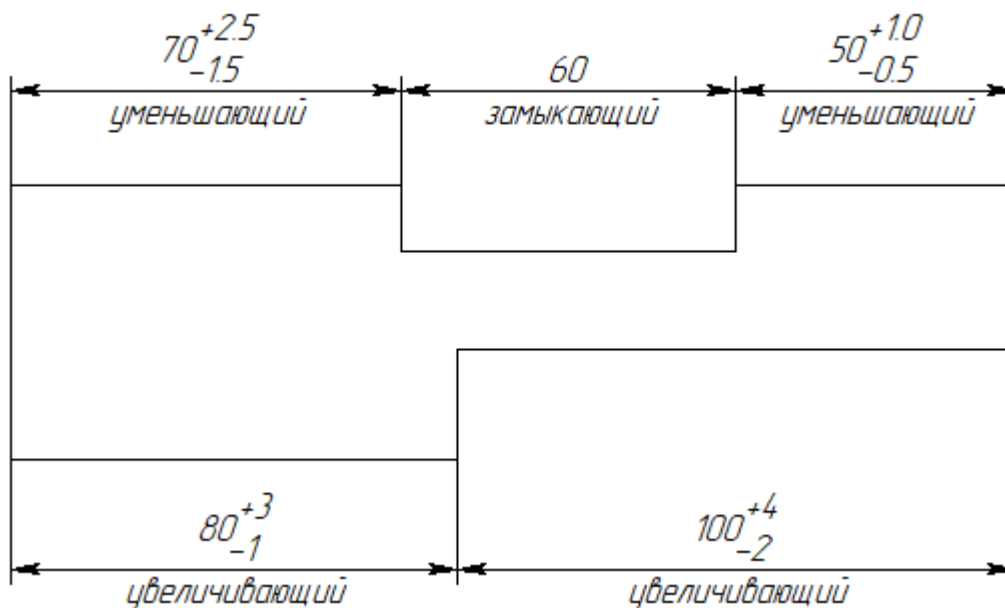 70 +2.5 -1.5
60
50 +1.0 -0.5
уменьшающий
замыкающий
уменьшающий
80 +3 -1
100 +4 -2
увеличивающий
увеличивающий